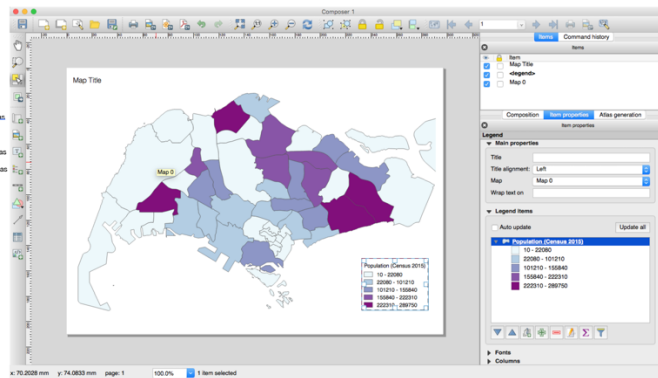 Composer 1
1
Items
Command history
Items
Item
Map Title
<legend>
Map 0
Composition
Item properties
Atlas generation
Item properties
Legend
Main properties
Title
Title alignment: Left
Map Map 0
Wrap text on
Legend items
Auto update
Update all
Population (Census 2015)
10 - 22080
22080 - 101210
101210 - 155840
155840 - 222310
222310 - 289750
Fonts
Columns
Map Title
Map 0
Population (Census 2015)
10 - 22080
22080 - 101210
101210 - 155840
155840 - 222310
222310 - 289750
x: 70.2028 mm y: 74.0833 mm page: 1 100.0% 1 item selected